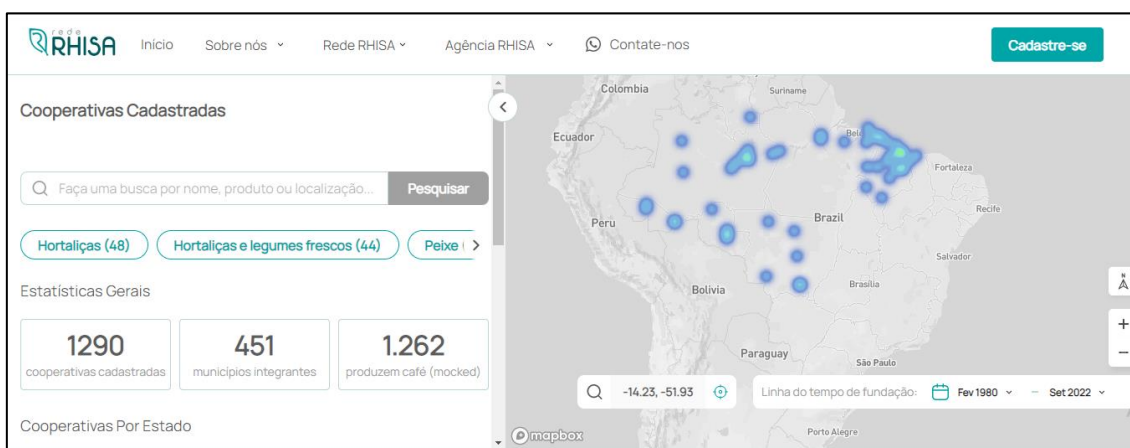 rede
RHISA
Início
Sobre nós
Rede RHISA
Agência RHISA
Contate-nos
Cadastre-se
Cooperativas Cadastradas
Faça uma busca por nome, produto ou localização...
Pesquisar
Hortaliças (48)
Hortaliças e legumes frescos (44)
Peixe (
Estatísticas Gerais
1290
cooperativas cadastradas
451
municípios integrantes
1.262
produzem café (mocked)
Cooperativas Por Estado
Colombia
Suriname
Ecuador
Bel
Fortaleza
Peru
Brazil
Recife
Salvador
Bolivia
Brasília
Paraguay
São Paulo
N
+
−
-14.23, -51.93
Linha do tempo de fundação:
Fev 1980
–
Set 2022
Porto Alegre
mapbox